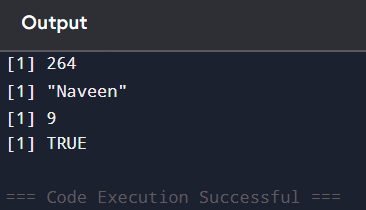 Output
[1] 264
[1] "Naveen"
[1] 9
[1] TRUE
=== Code Execution Successful ===